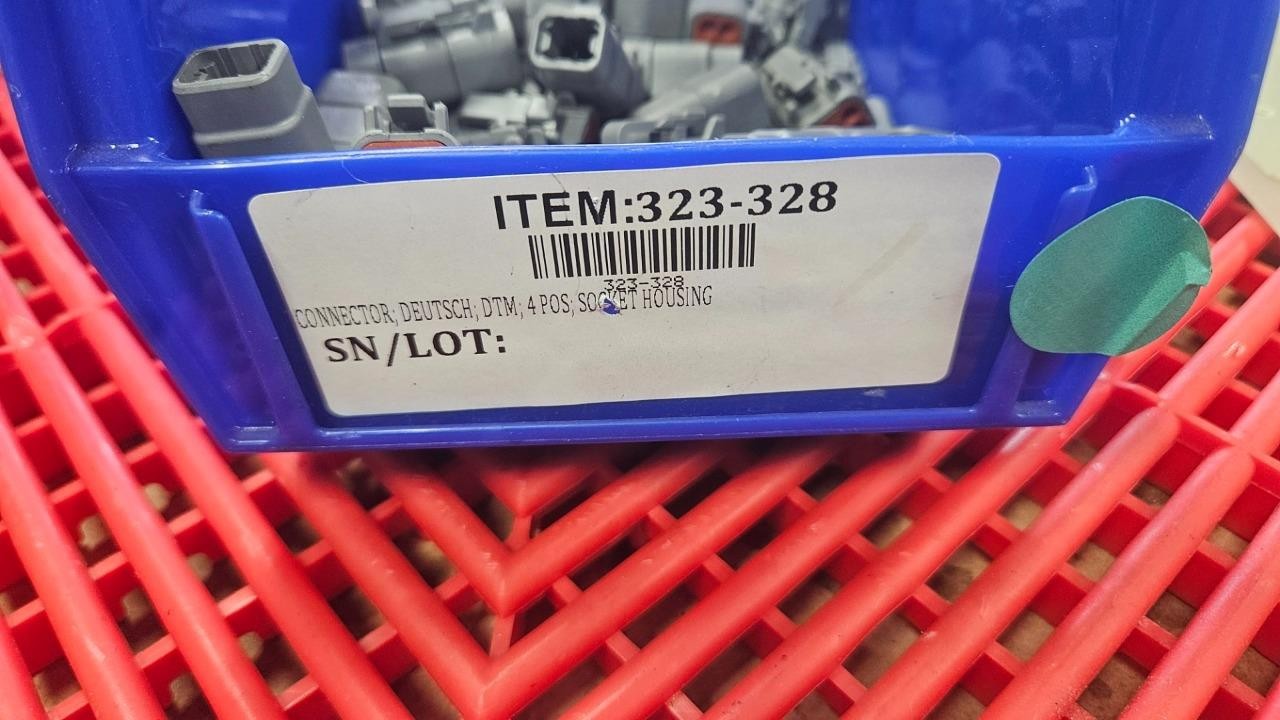 ITEM:323-328
323-328
CONNECTOR; DEUTSCH; DTM; 4 POS; SOCKET HOUSING
SN/LOT: